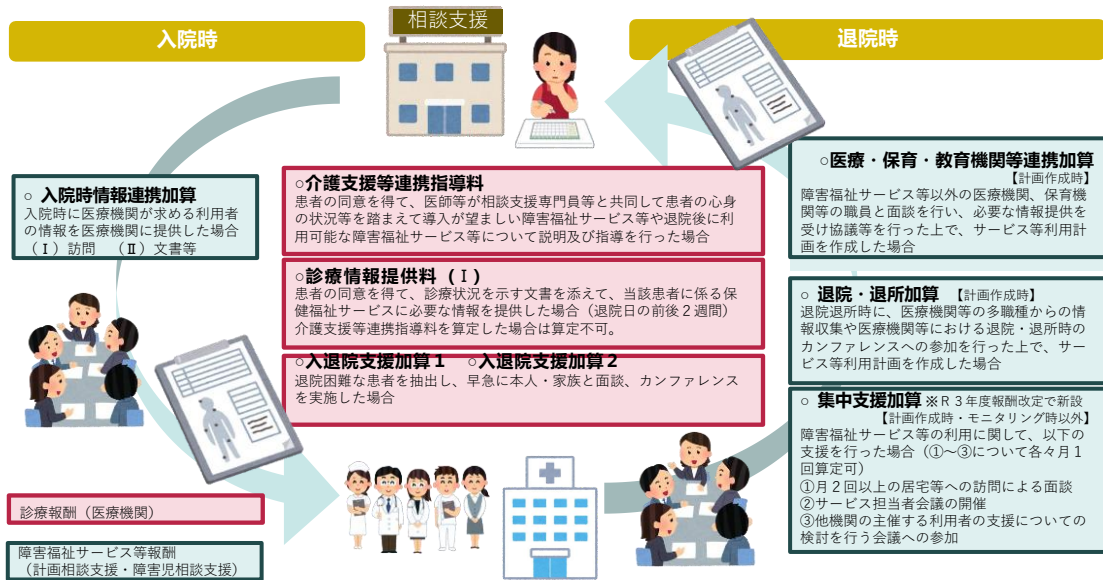 入院時
相談支援
退院時
○ 入院時情報連携加算
入院時に医療機関が求める利用者
の情報を医療機関に提供した場合
（Ⅰ）訪問　（Ⅱ）文書等
○介護支援等連携指導料
患者の同意を得て、医師等が相談支援専門員等と共同して患者の心身
の状況等を踏まえて導入が望ましい障害福祉サービス等や退院後に利
用可能な障害福祉サービス等について説明及び指導を行った場合
○診療情報提供料（Ⅰ）
患者の同意を得て、診療状況を示す文書を添えて、当該患者に係る保
健福祉サービスに必要な情報を提供した場合（退院日の前後２週間）
介護支援等連携指導料を算定した場合は算定不可。
○入退院支援加算１　○入退院支援加算２
退院困難な患者を抽出し、早急に本人・家族と面談、カンファレンス
を実施した場合
○医療・保育・教育機関等連携加算
【計画作成時】
障害福祉サービス等以外の医療機関、保育機
関等の職員と面談を行い、必要な情報提供を
受け協議等を行った上で、サービス等利用計
画を作成した場合
○ 退院・退所加算　【計画作成時】
退院退所時に、医療機関等の多職種からの情
報収集や医療機関等における退院・退所時の
カンファレンスへの参加を行った上で、サー
ビス等利用計画を作成した場合
○ 集中支援加算 ※Ｒ３年度報酬改定で新設
【計画作成時・モニタリング時以外】
障害福祉サービス等の利用に関して、以下の
支援を行った場合（①～③について各々月１
回算定可）
①月２回以上の居宅等への訪問による面談
②サービス担当者会議の開催
③他機関の主催する利用者の支援についての
検討を行う会議への参加
診療報酬（医療機関）
障害福祉サービス等報酬
（計画相談支援・障害児相談支援）